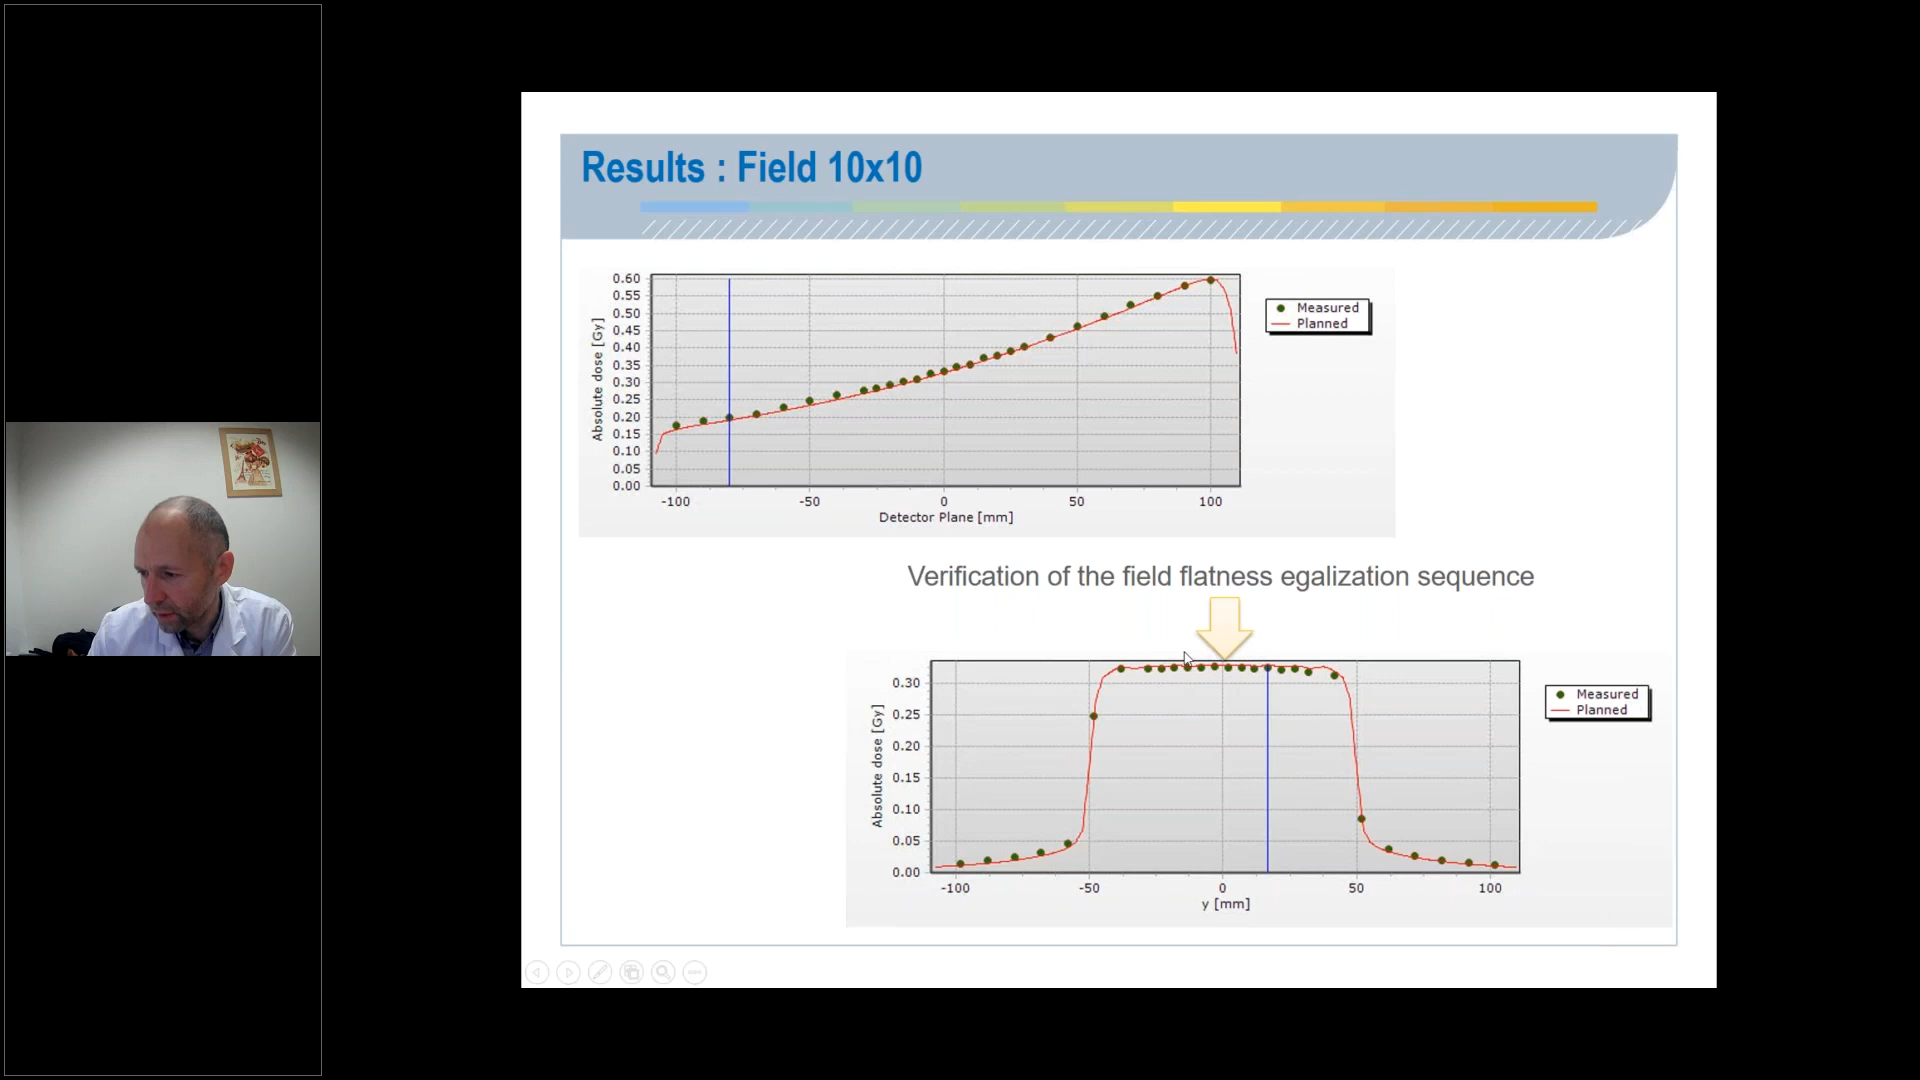 Results : Field 10x10
0.60
0.55
0.50
0.45
0.40
0.35
0.30
0.25
0.20
0.15
0.10
0.05
0.00
Absolute dose [Gy]
-100 -50 0 50 100
Detector Plane [mm]
Measured
Planned
Verification of the field flatness egalization sequence
0.30
0.25
0.20
0.15
0.10
0.05
0.00
Absolute dose [Gy]
-100 -50 0 50 100
y [mm]
Measured
Planned